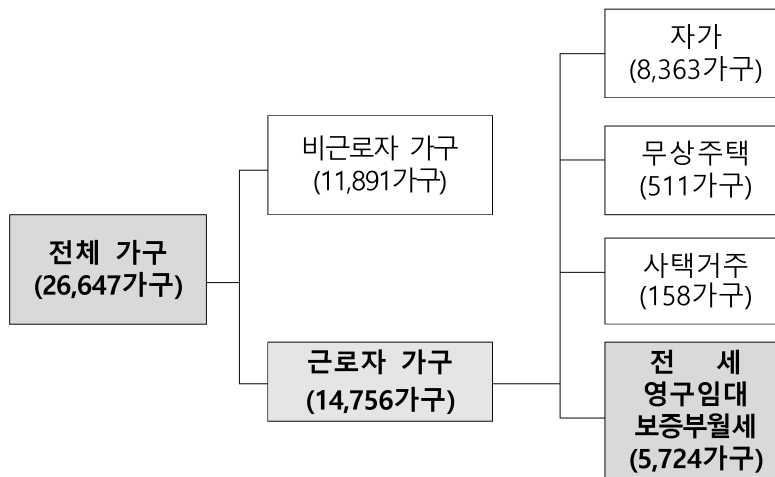 자가
(8,363가구)
비근로자 가구
(11,891가구)
무상주택
(511가구)
전체 가구
(26,647가구)
사택거주
(158가구)
근로자 가구
(14,756가구)
전 세
영구임대
보증부월세
(5,724가구)